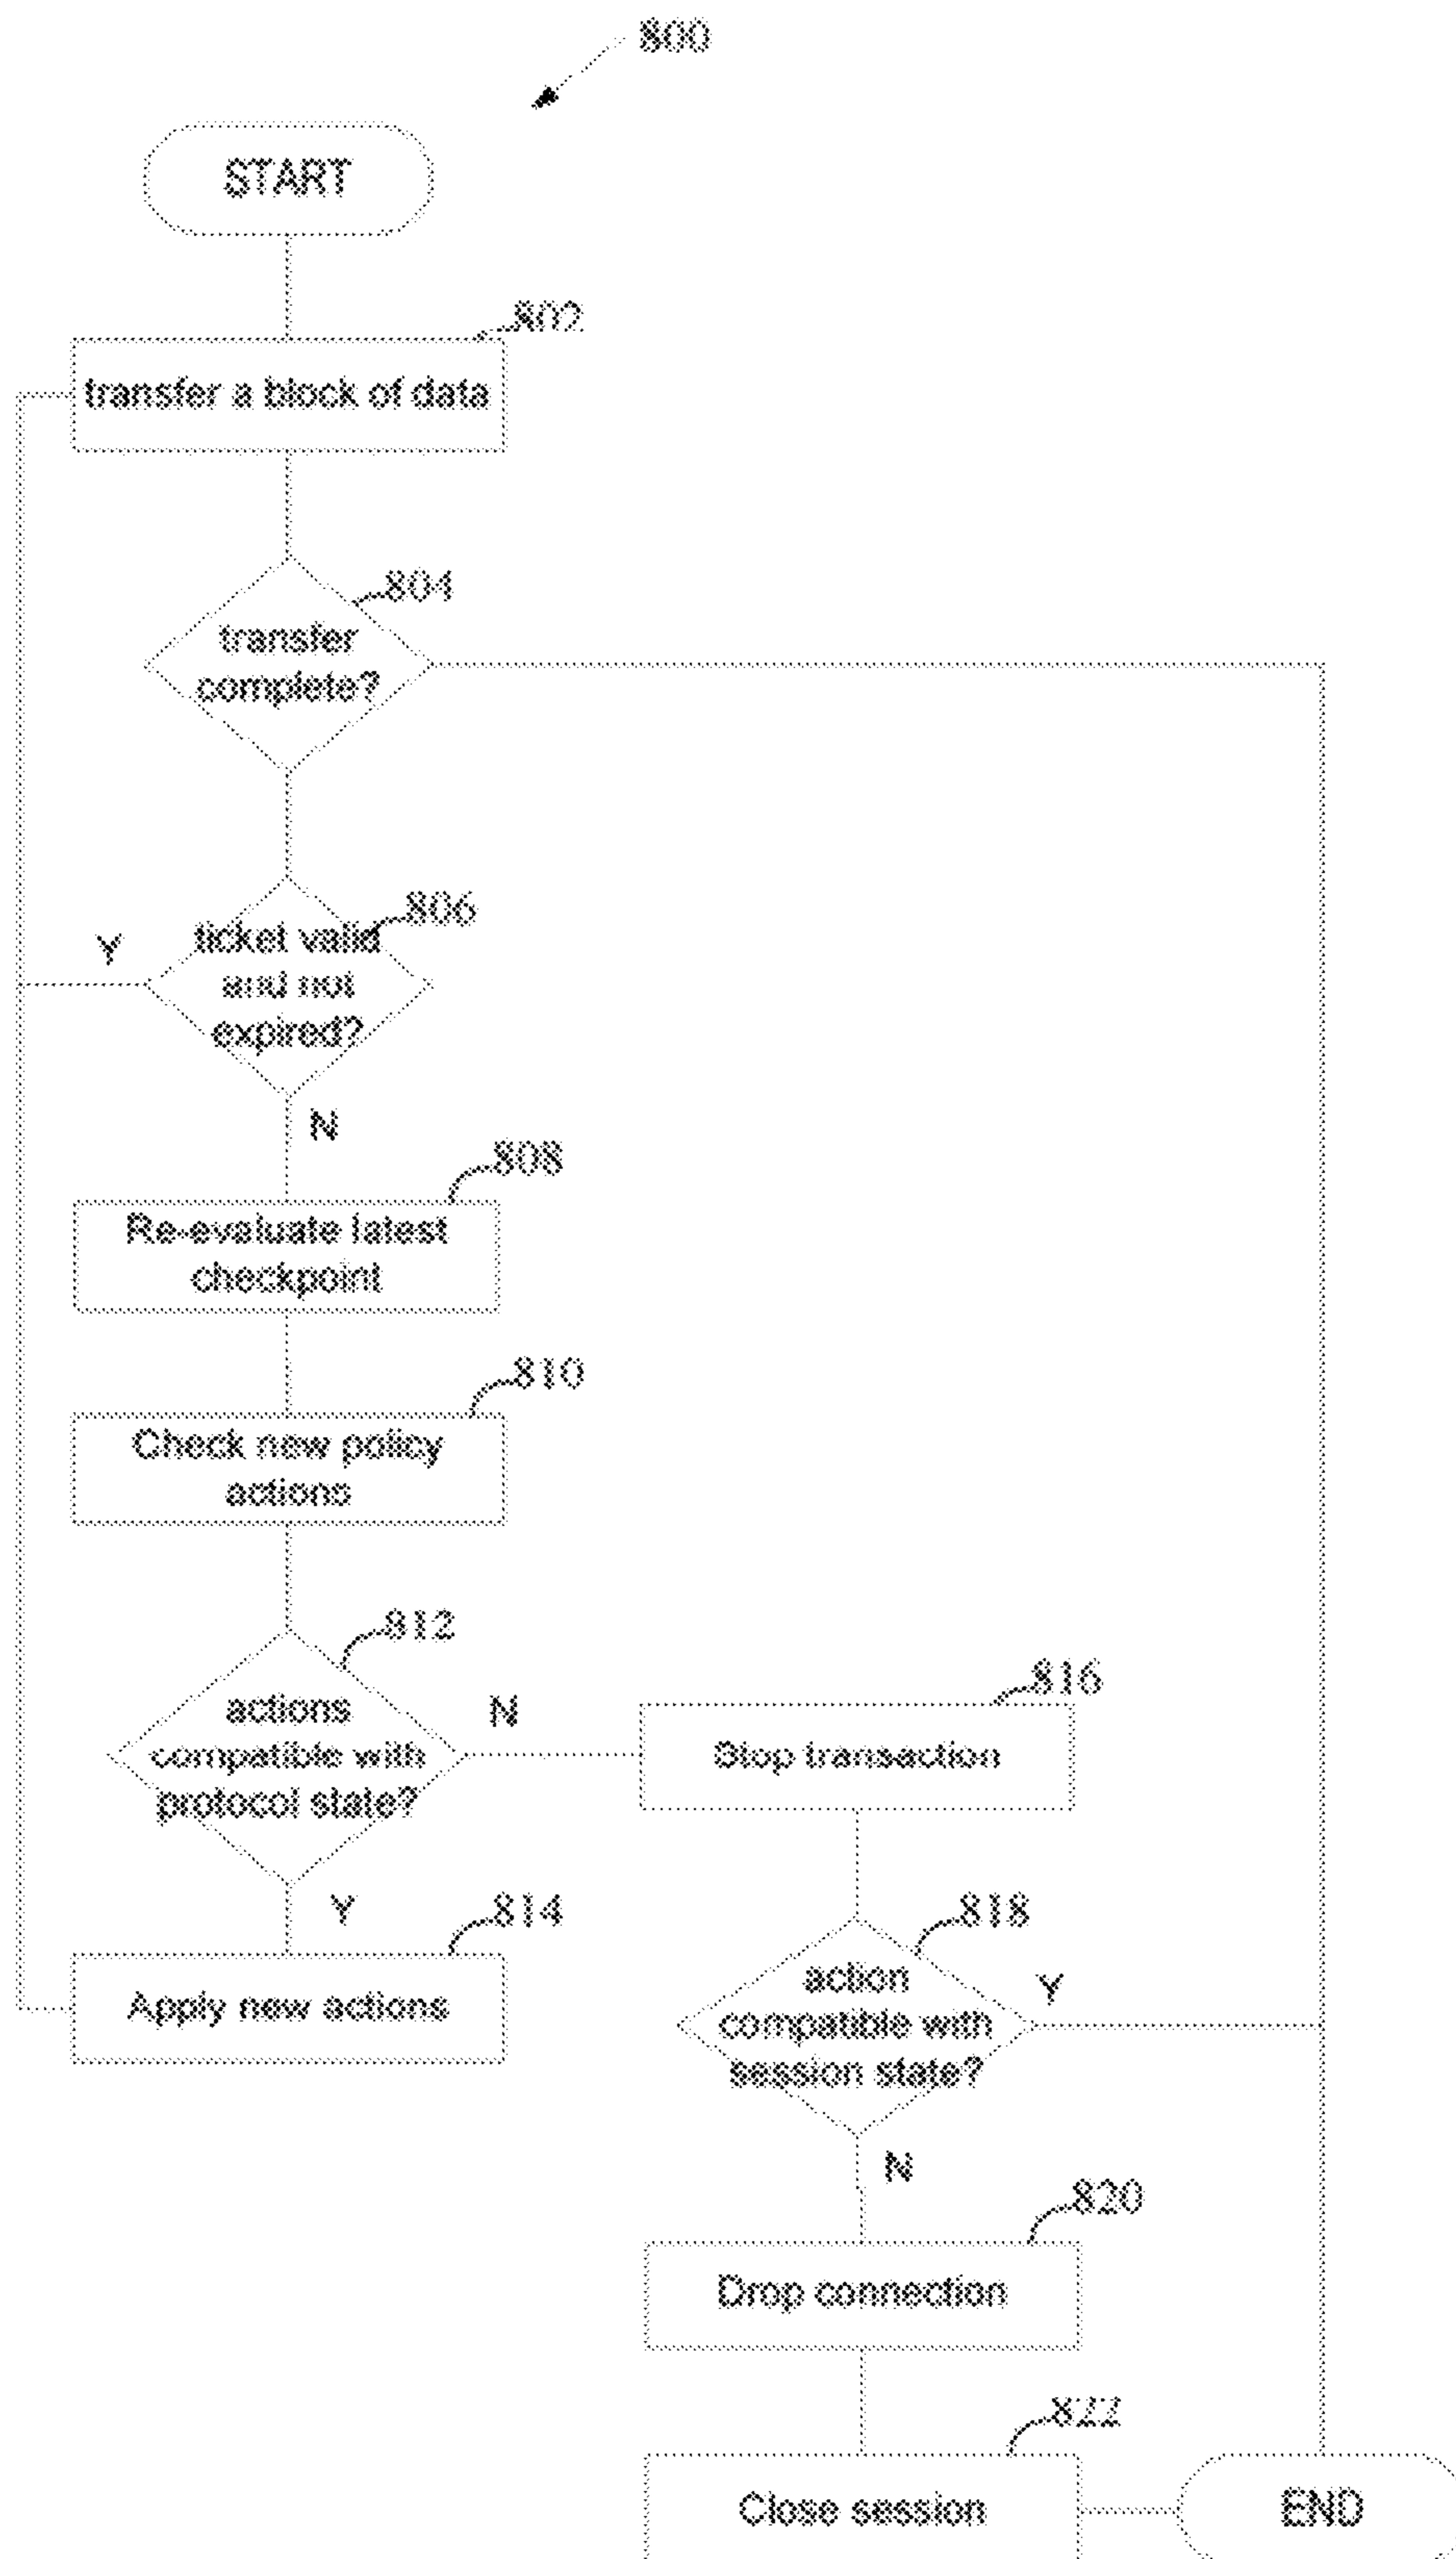 800
START
802
transfer a block of data
804
transfer
complete?
806
ticket valid
and not
expired?
Y
N
808
Re-evaluate latest
checkpoint
810
Check new policy
actions
812
actions
compatible with
protocol state?
N
Y
814
Apply new actions
816
Stop transaction
818
action
compatible with
session state?
Y
N
820
Drop connection
822
Close session
END